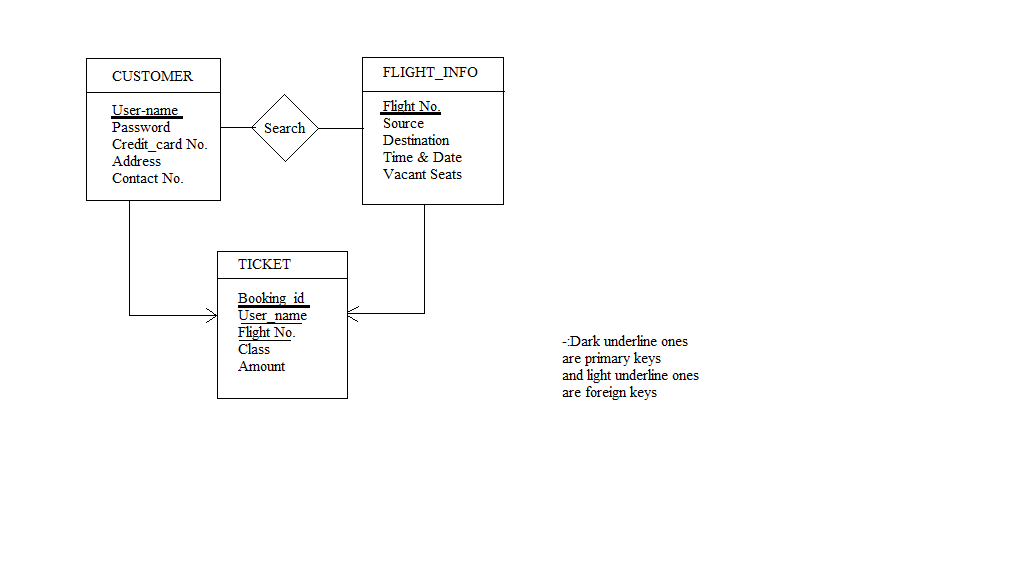 CUSTOMER
User-name
Password
Credit_card No.
Address
Contact No.
Search
FLIGHT_INFO
Flight No.
Source
Destination
Time & Date
Vacant Seats
TICKET
Booking_id
User_name
Flight No.
Class
Amount
-:Dark underline ones
are primary keys
and light underline ones
are foreign keys